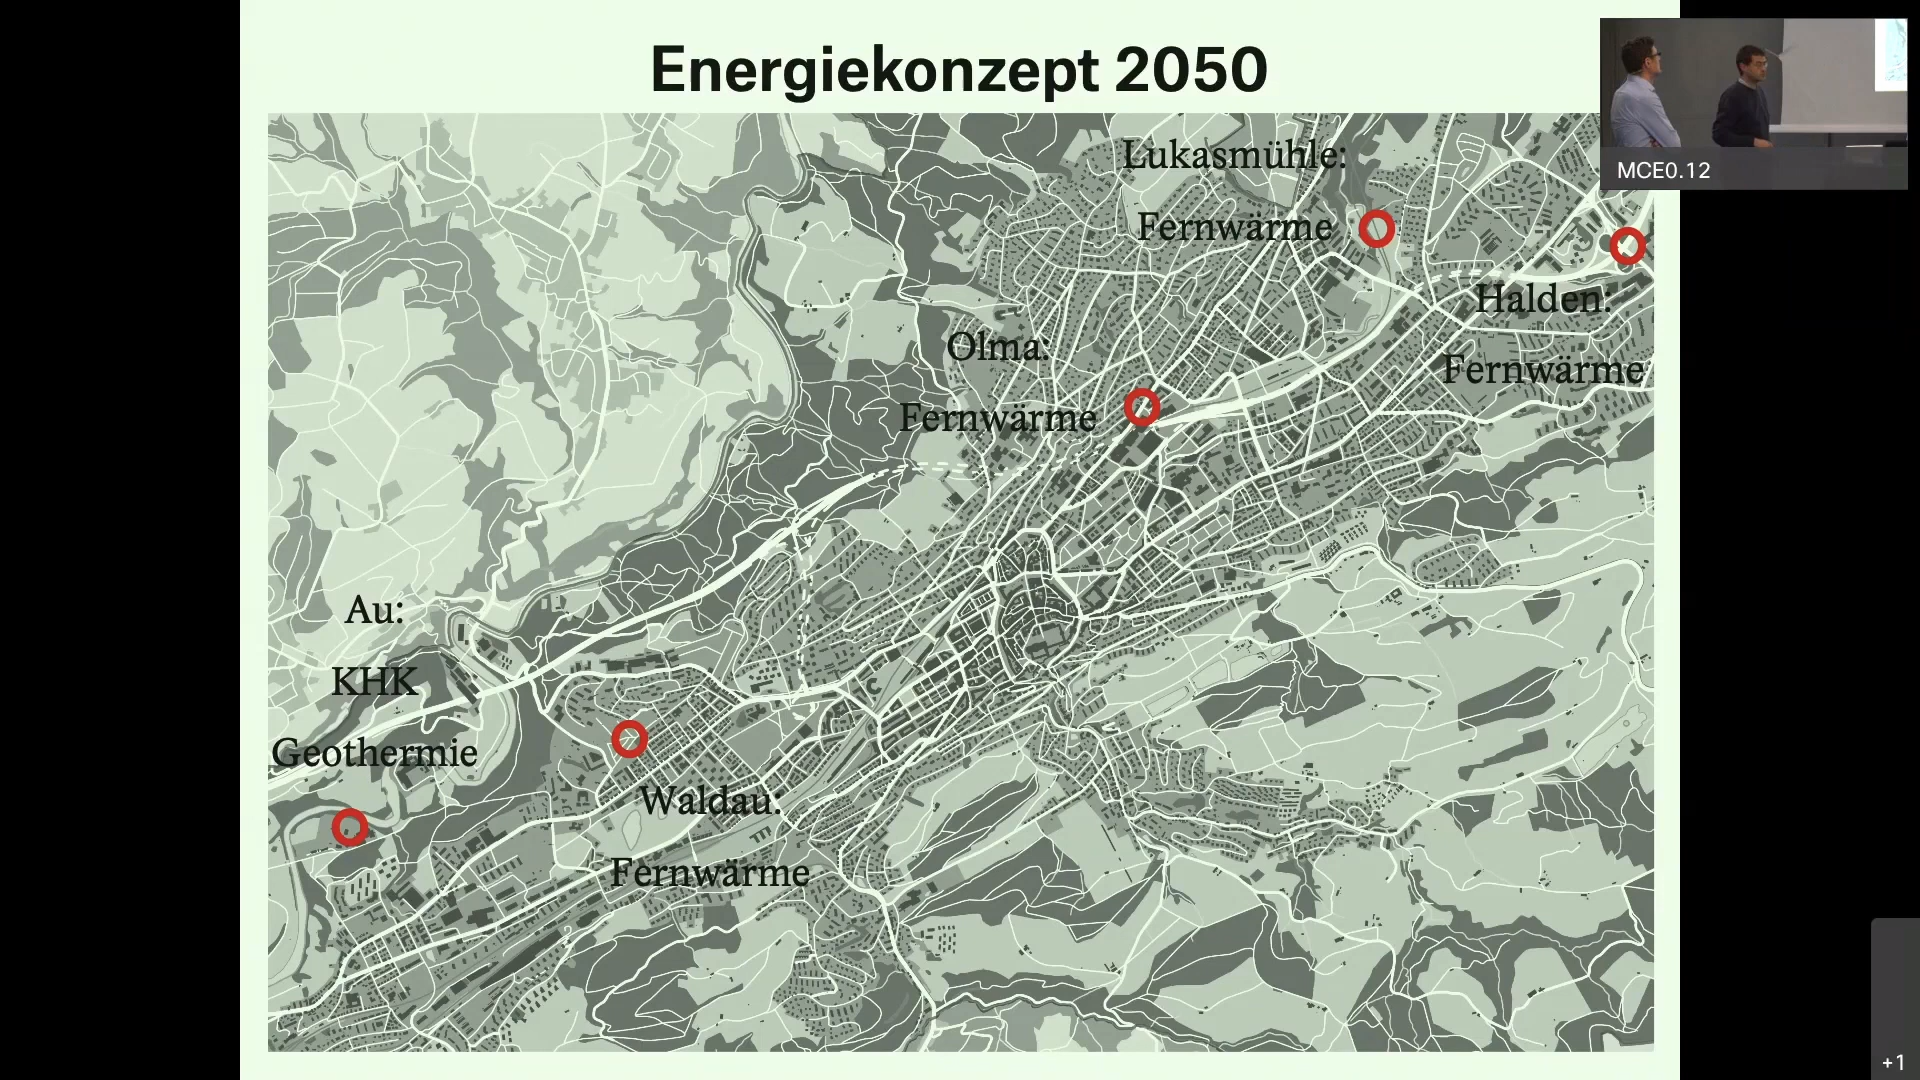 Energiekonzept 2050
MCE0.12
Lukasmühle:
Fernwärme
Halden:
Fernwärme
Olma:
Fernwärme
Au:
KHK
Geothermie
Waldau:
Fernwärme
+1